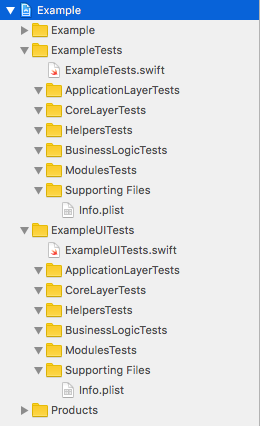 Example
Example
ExampleTests
ExampleTests.swift
ApplicationLayerTests
CoreLayerTests
HelpersTests
BusinessLogicTests
ModulesTests
Supporting Files
Info.plist
ExampleUITests
ExampleUITests.swift
ApplicationLayerTests
CoreLayerTests
HelpersTests
BusinessLogicTests
ModulesTests
Supporting Files
Info.plist
Products